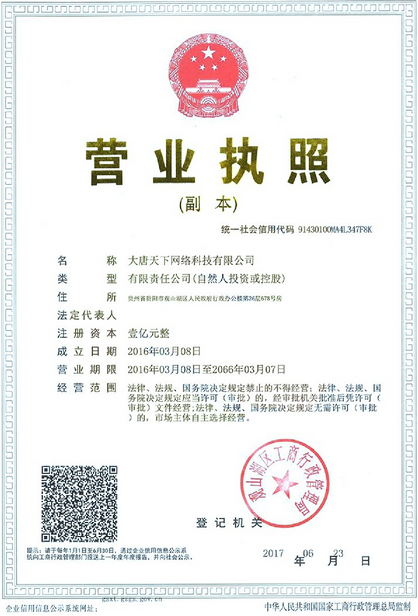 营业执照
(副 本)
统一社会信用代码 91430100MA4L347F8K
名 称 大唐天下网络科技有限公司
类 型 有限责任公司(自然人投资或控股)
住 所 贵州省贵阳市观山湖区人民政府行政办公楼第36层678号房
法定代表人
注 册 资 本 壹亿元整
成 立 日 期 2016年03月08日
营 业 期 限 2016年03月08日至2066年03月07日
经 营 范 围 法律、法规、国务院决定规定禁止的不得经营；法律、法规、国
务院决定规定应当许可（审批）的，经审批机关批准后凭许可（
审批）文件经营;法律、法规、国务院决定规定无需许可（审批
）的，市场主体自主选择经营。
观山湖区工商行政管理局
登 记 机 关
2017 06 23
年 月 日
提示：请于每年1月1日至6月30日，通过企业信用信息公示系
统向工商行政管理部门报送上一年度年度报告，并向社会公示。
gsxt.gzgs.gov.cn
企业信用信息公示系统网址：
中华人民共和国国家工商行政管理总局监制